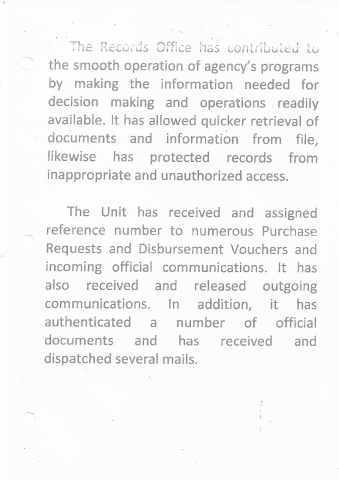 The Records Office has contributed to
the smooth operation of agency's programs
by making the information needed for
decision making and operations readily
available. It has allowed quicker retrieval of
documents and information from file,
likewise has protected records from
inappropriate and unauthorized access.
The Unit has received and assigned
reference number to numerous Purchase
Requests and Disbursement Vouchers and
incoming official communications. It has
also received and released outgoing
communications. In addition, it has
authenticated a number of official
documents and has received and
dispatched several mails.